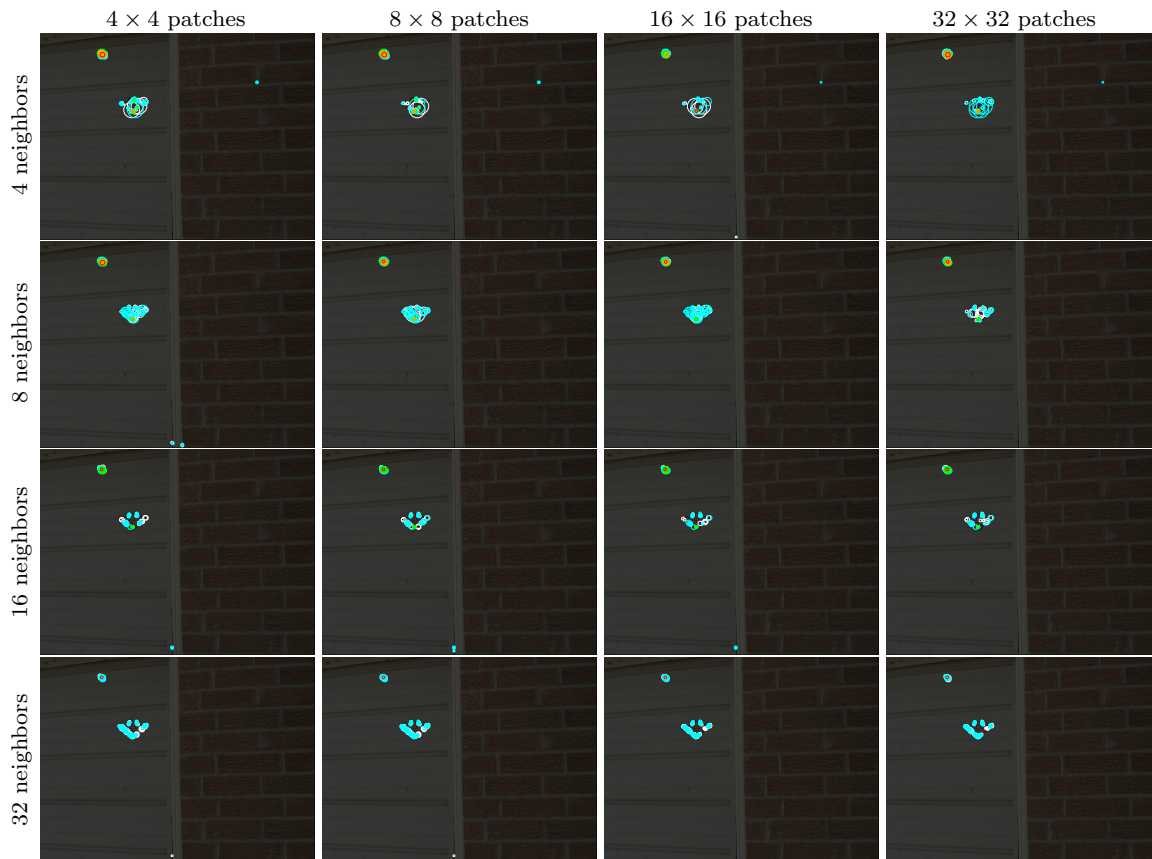 4 × 4 patches
8 × 8 patches
16 × 16 patches
32 × 32 patches
4 neighbors
8 neighbors
16 neighbors
32 neighbors